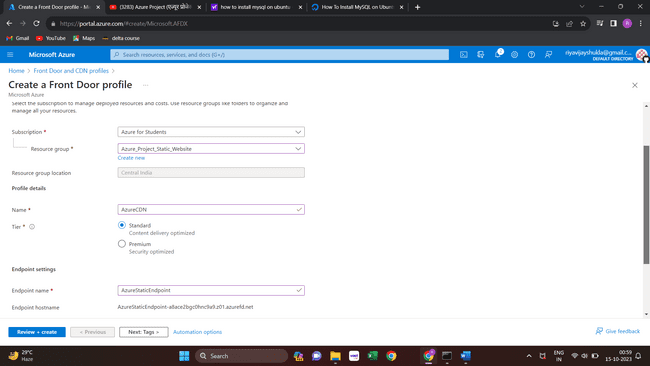 Create a Front Door profile - M
(3283) Azure Project (एज़्यूर प्रोजे
how to install mysql on ubuntu
How To Install MySQL on Ubun
https://portal.azure.com/#create/Microsoft.AFDX
Gmail
YouTube
Maps
delta course
Microsoft Azure
Search resources, services, and docs (G+/)
riyavijayshukla@gmail.c...
DEFAULT DIRECTORY
Home > Front Door and CDN profiles >
Create a Front Door profile ...
Microsoft Azure
Select the subscription to manage deployed resources and costs. Use resource groups like folders to organize and
manage all your resources.
Subscription *
Azure for Students
Resource group *
Azure_Project_Static_Website
Create new
Resource group location
Central India
Profile details
Name *
AzureCDN
Tier *
Standard
Content delivery optimized
Premium
Security optimized
Endpoint settings
Endpoint name *
AzureStaticEndpoint
Endpoint hostname
Review + create
< Previous
Next: Tags >
Automation options
Give feedback
29°C
Haze
Search
ENG
IN
00:59
15-10-2023